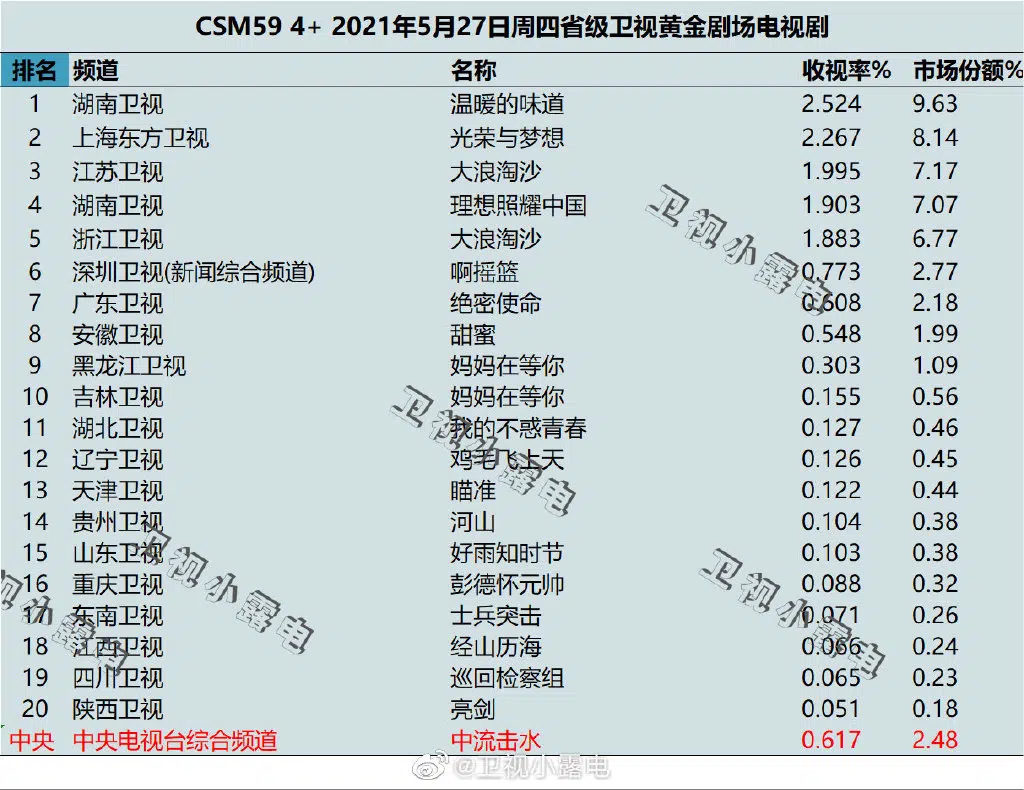 CSM59 4+ 2021年5月27日周四省级卫视黄金剧场电视剧
排名 频道 名称 收视率% 市场份额%
1 湖南卫视 温暖的味道 2.524 9.63
2 上海东方卫视 光荣与梦想 2.267 8.14
3 江苏卫视 大浪淘沙 1.995 7.17
4 湖南卫视 理想照耀中国 1.903 7.07
5 浙江卫视 大浪淘沙 1.883 6.77
6 深圳卫视(新闻综合频道) 啊摇篮 0.773 2.77
7 广东卫视 绝密使命 0.608 2.18
8 安徽卫视 甜蜜 0.548 1.99
9 黑龙江卫视 妈妈在等你 0.303 1.09
10 吉林卫视 妈妈在等你 0.155 0.56
11 湖北卫视 我的不惑青春 0.127 0.46
12 辽宁卫视 鸡毛飞上天 0.126 0.45
13 天津卫视 瞄准 0.122 0.44
14 贵州卫视 河山 0.104 0.38
15 山东卫视 好雨知时节 0.103 0.38
16 重庆卫视 彭德怀元帅 0.088 0.32
17 东南卫视 士兵突击 0.071 0.26
18 江西卫视 经山历海 0.066 0.24
19 四川卫视 巡回检察组 0.065 0.23
20 陕西卫视 亮剑 0.051 0.18
中央 中央电视台综合频道 中流击水 0.617 2.48
卫视小露电
卫视小露电
卫视小露电
视小露电
卫视小露电
@卫视小露电